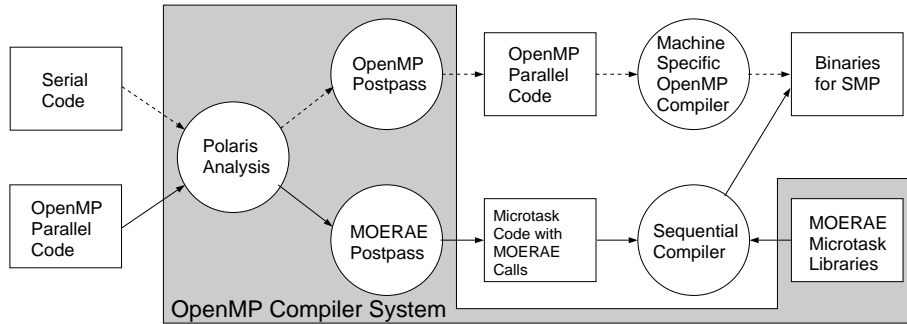 Serial
Code
OpenMP
Parallel
Code
Polaris
Analysis
OpenMP
Postpass
MOERAE
Postpass
OpenMP Compiler System
OpenMP
Parallel
Code
Microtask
Code with
MOERAE
Calls
Machine
Specific
OpenMP
Compiler
Sequential
Compiler
Binaries
for SMP
MOERAE
Microtask
Libraries